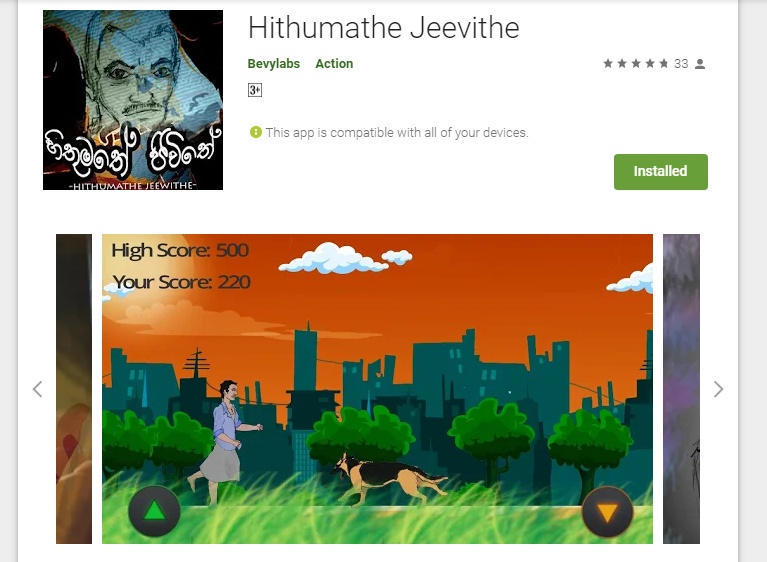 Hithumathe Jeevithe
Bevylabs Action
33
3+
This app is compatible with all of your devices.
Installed
හිතුමතේ ජීවිතේ
-HITHUMATHE JEEWITHE-
High Score: 500
Your Score: 220